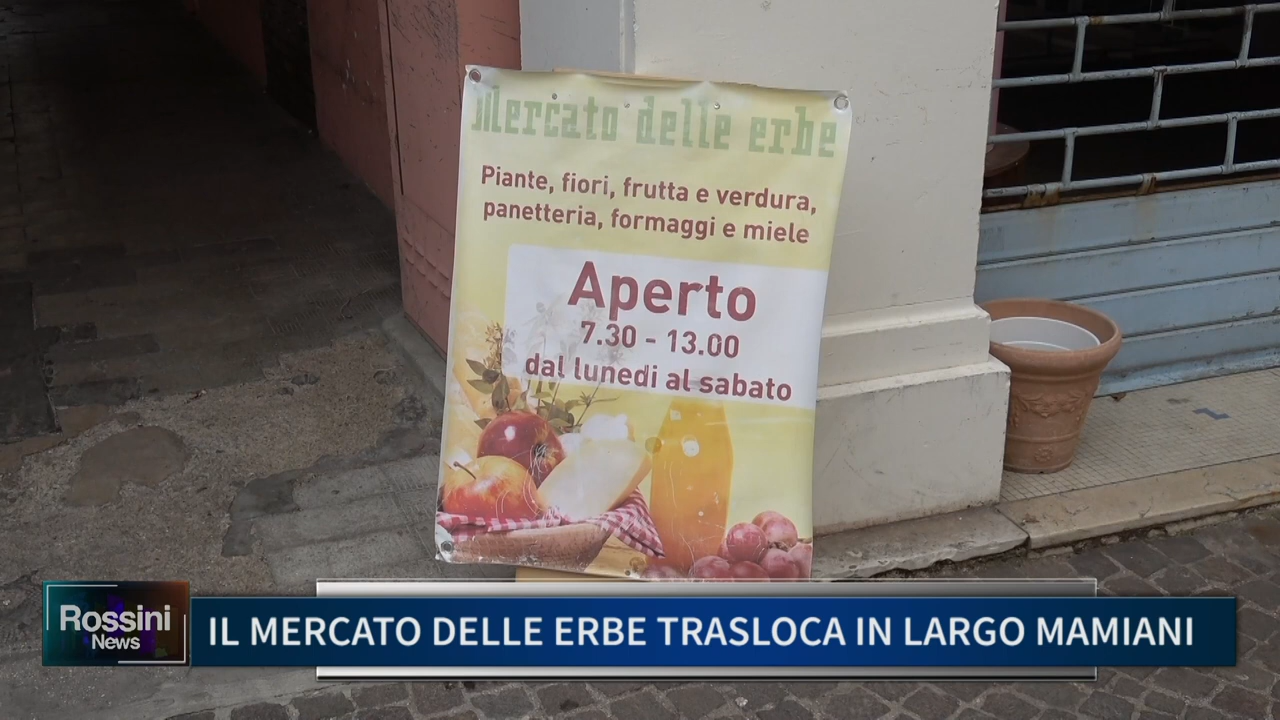 Mercato delle erbe
Piante, fiori, frutta e verdura,
panetteria, formaggi e miele
Aperto
7.30 - 13.00
dal lunedi al sabato
Rossini
News
IL MERCATO DELLE ERBE TRASLOCA IN LARGO MAMIANI